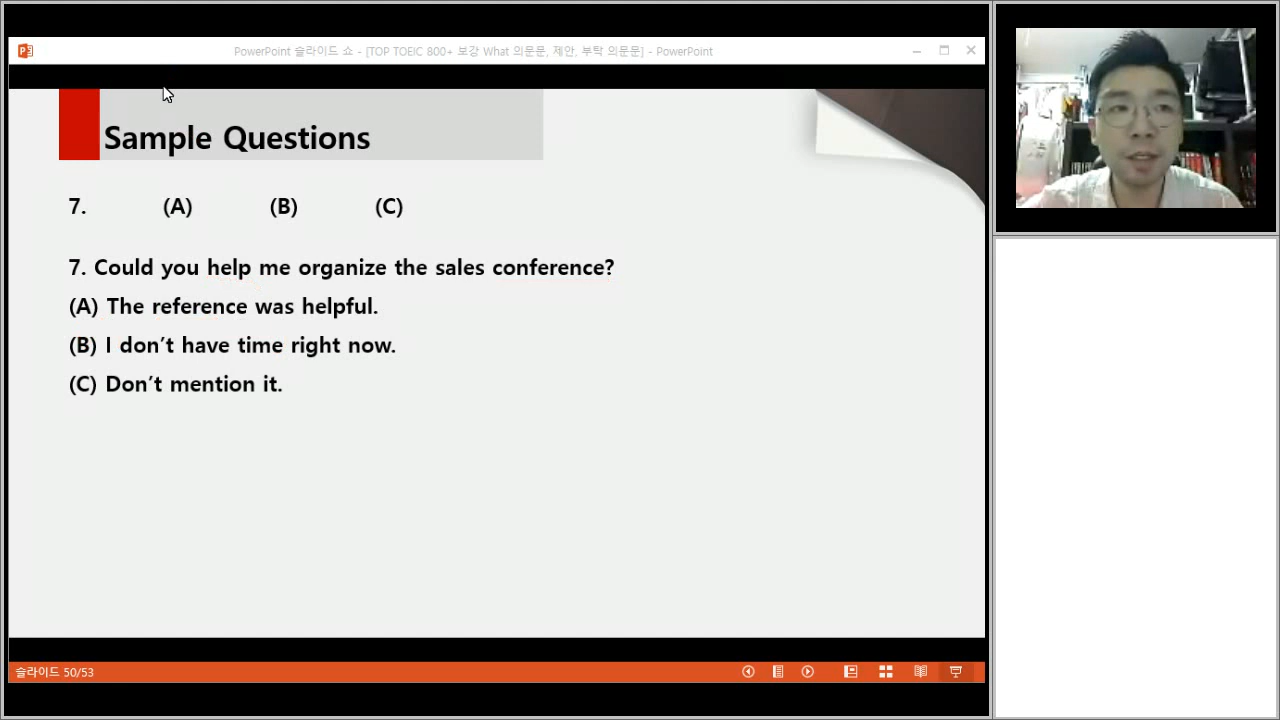 PowerPoint 슬라이드 쇼 - [TOP TOEIC 800+ 보강 What 의문문, 제안, 부탁 의문문] - PowerPoint
Sample Questions
7. (A) (B) (C)
7. Could you help me organize the sales conference?
(A) The reference was helpful.
(B) I don't have time right now.
(C) Don't mention it.
슬라이드 50/53